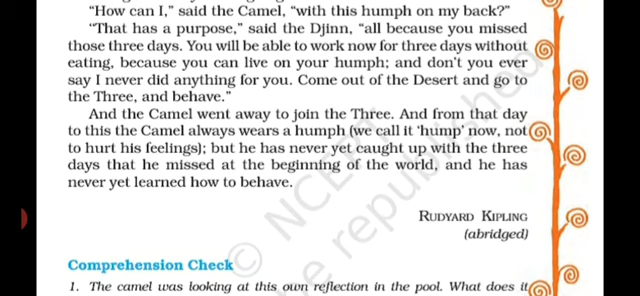 “How can I,” said the Camel, “with this humph on my back?”
“That has a purpose,” said the Djinn, “all because you missed
those three days. You will be able to work now for three days without
eating, because you can live on your humph; and don’t you ever
say I never did anything for you. Come out of the Desert and go to
the Three, and behave.”
And the Camel went away to join the Three. And from that day
to this the Camel always wears a humph (we call it ‘hump’ now, not
to hurt his feelings); but he has never yet caught up with the three
days that he missed at the beginning of the world, and he has
never yet learned how to behave.
RUDYARD KIPLING
(abridged)
Comprehension Check
1. The camel was looking at this own reflection in the pool. What does it
© NCERT
be republished